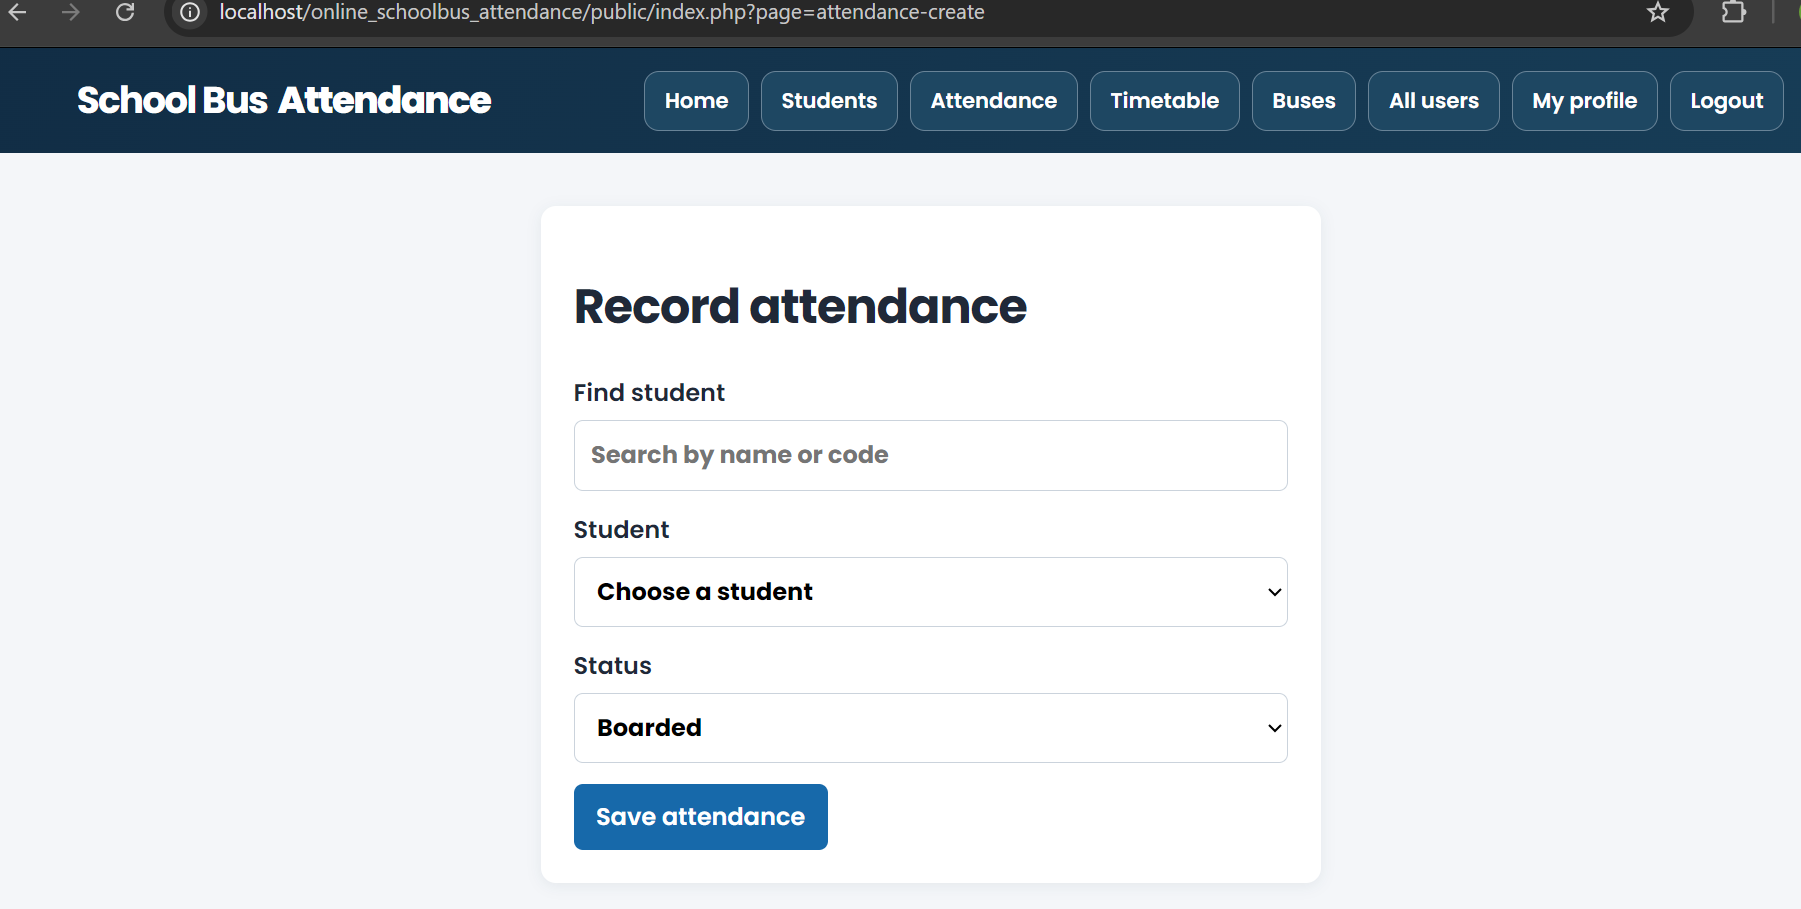 localhost/online_schoolbus_attendance/public/index.php?page=attendance-create
School Bus Attendance
Home
Students
Attendance
Timetable
Buses
All users
My profile
Logout
Record attendance
Find student
Search by name or code
Student
Choose a student
Status
Boarded
Save attendance